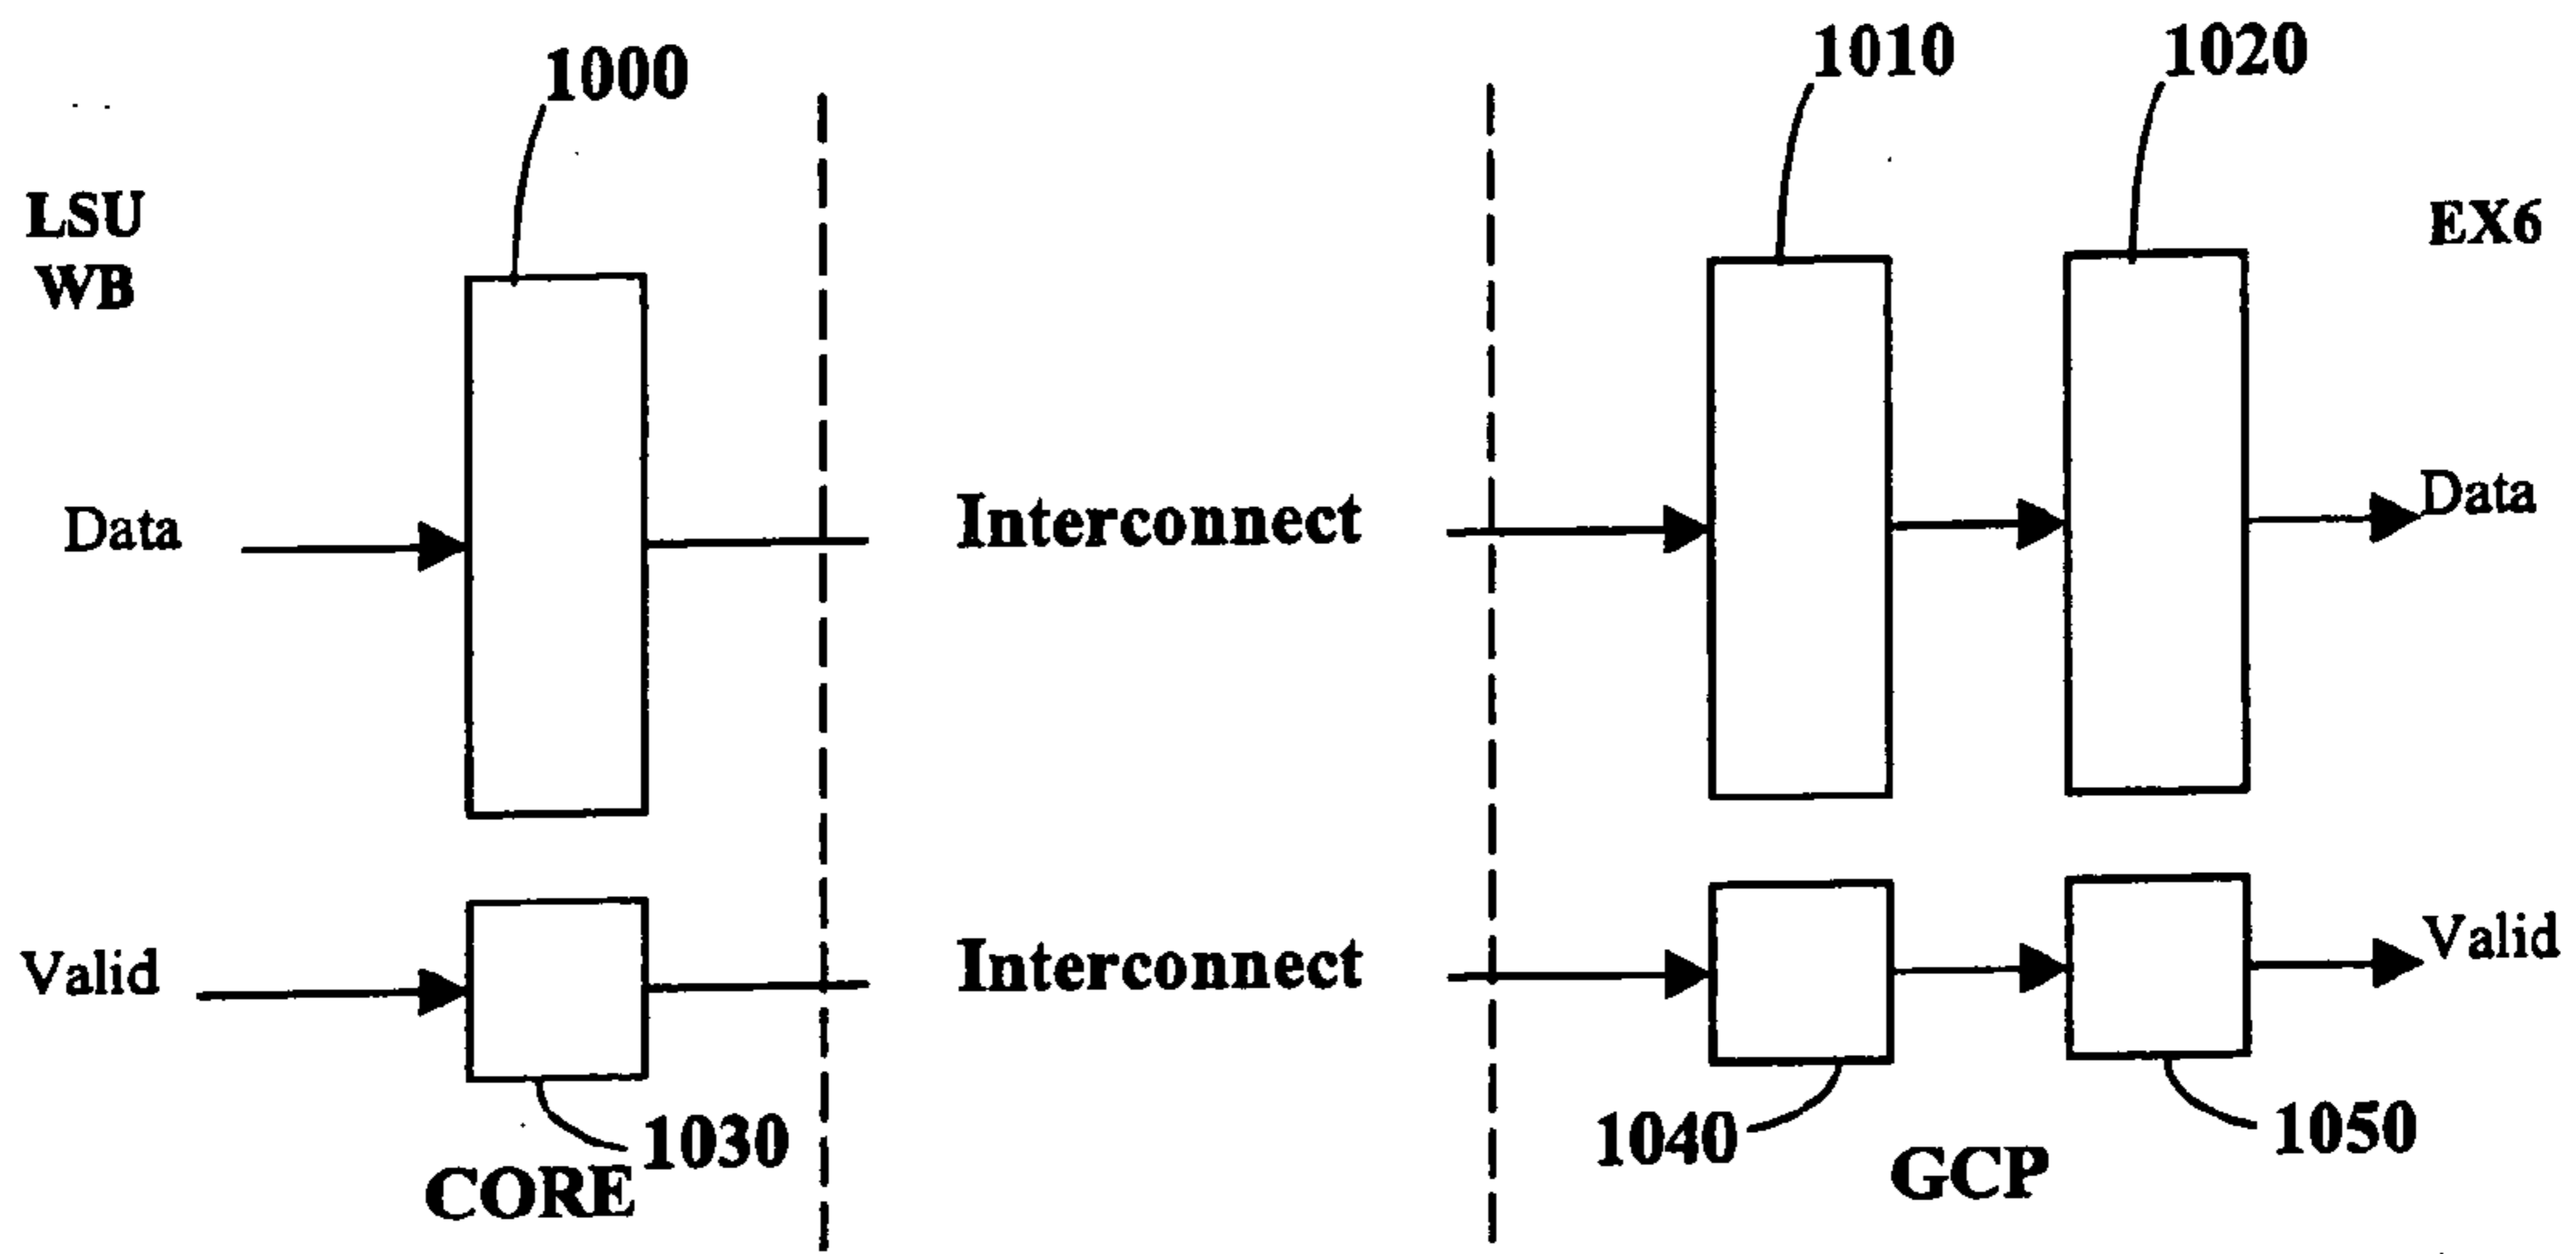 1000
1010
1020
LSU
WB
EX6
Data
Interconnect
Data
Valid
Interconnect
Valid
1030
1040
1050
CORE
GCP